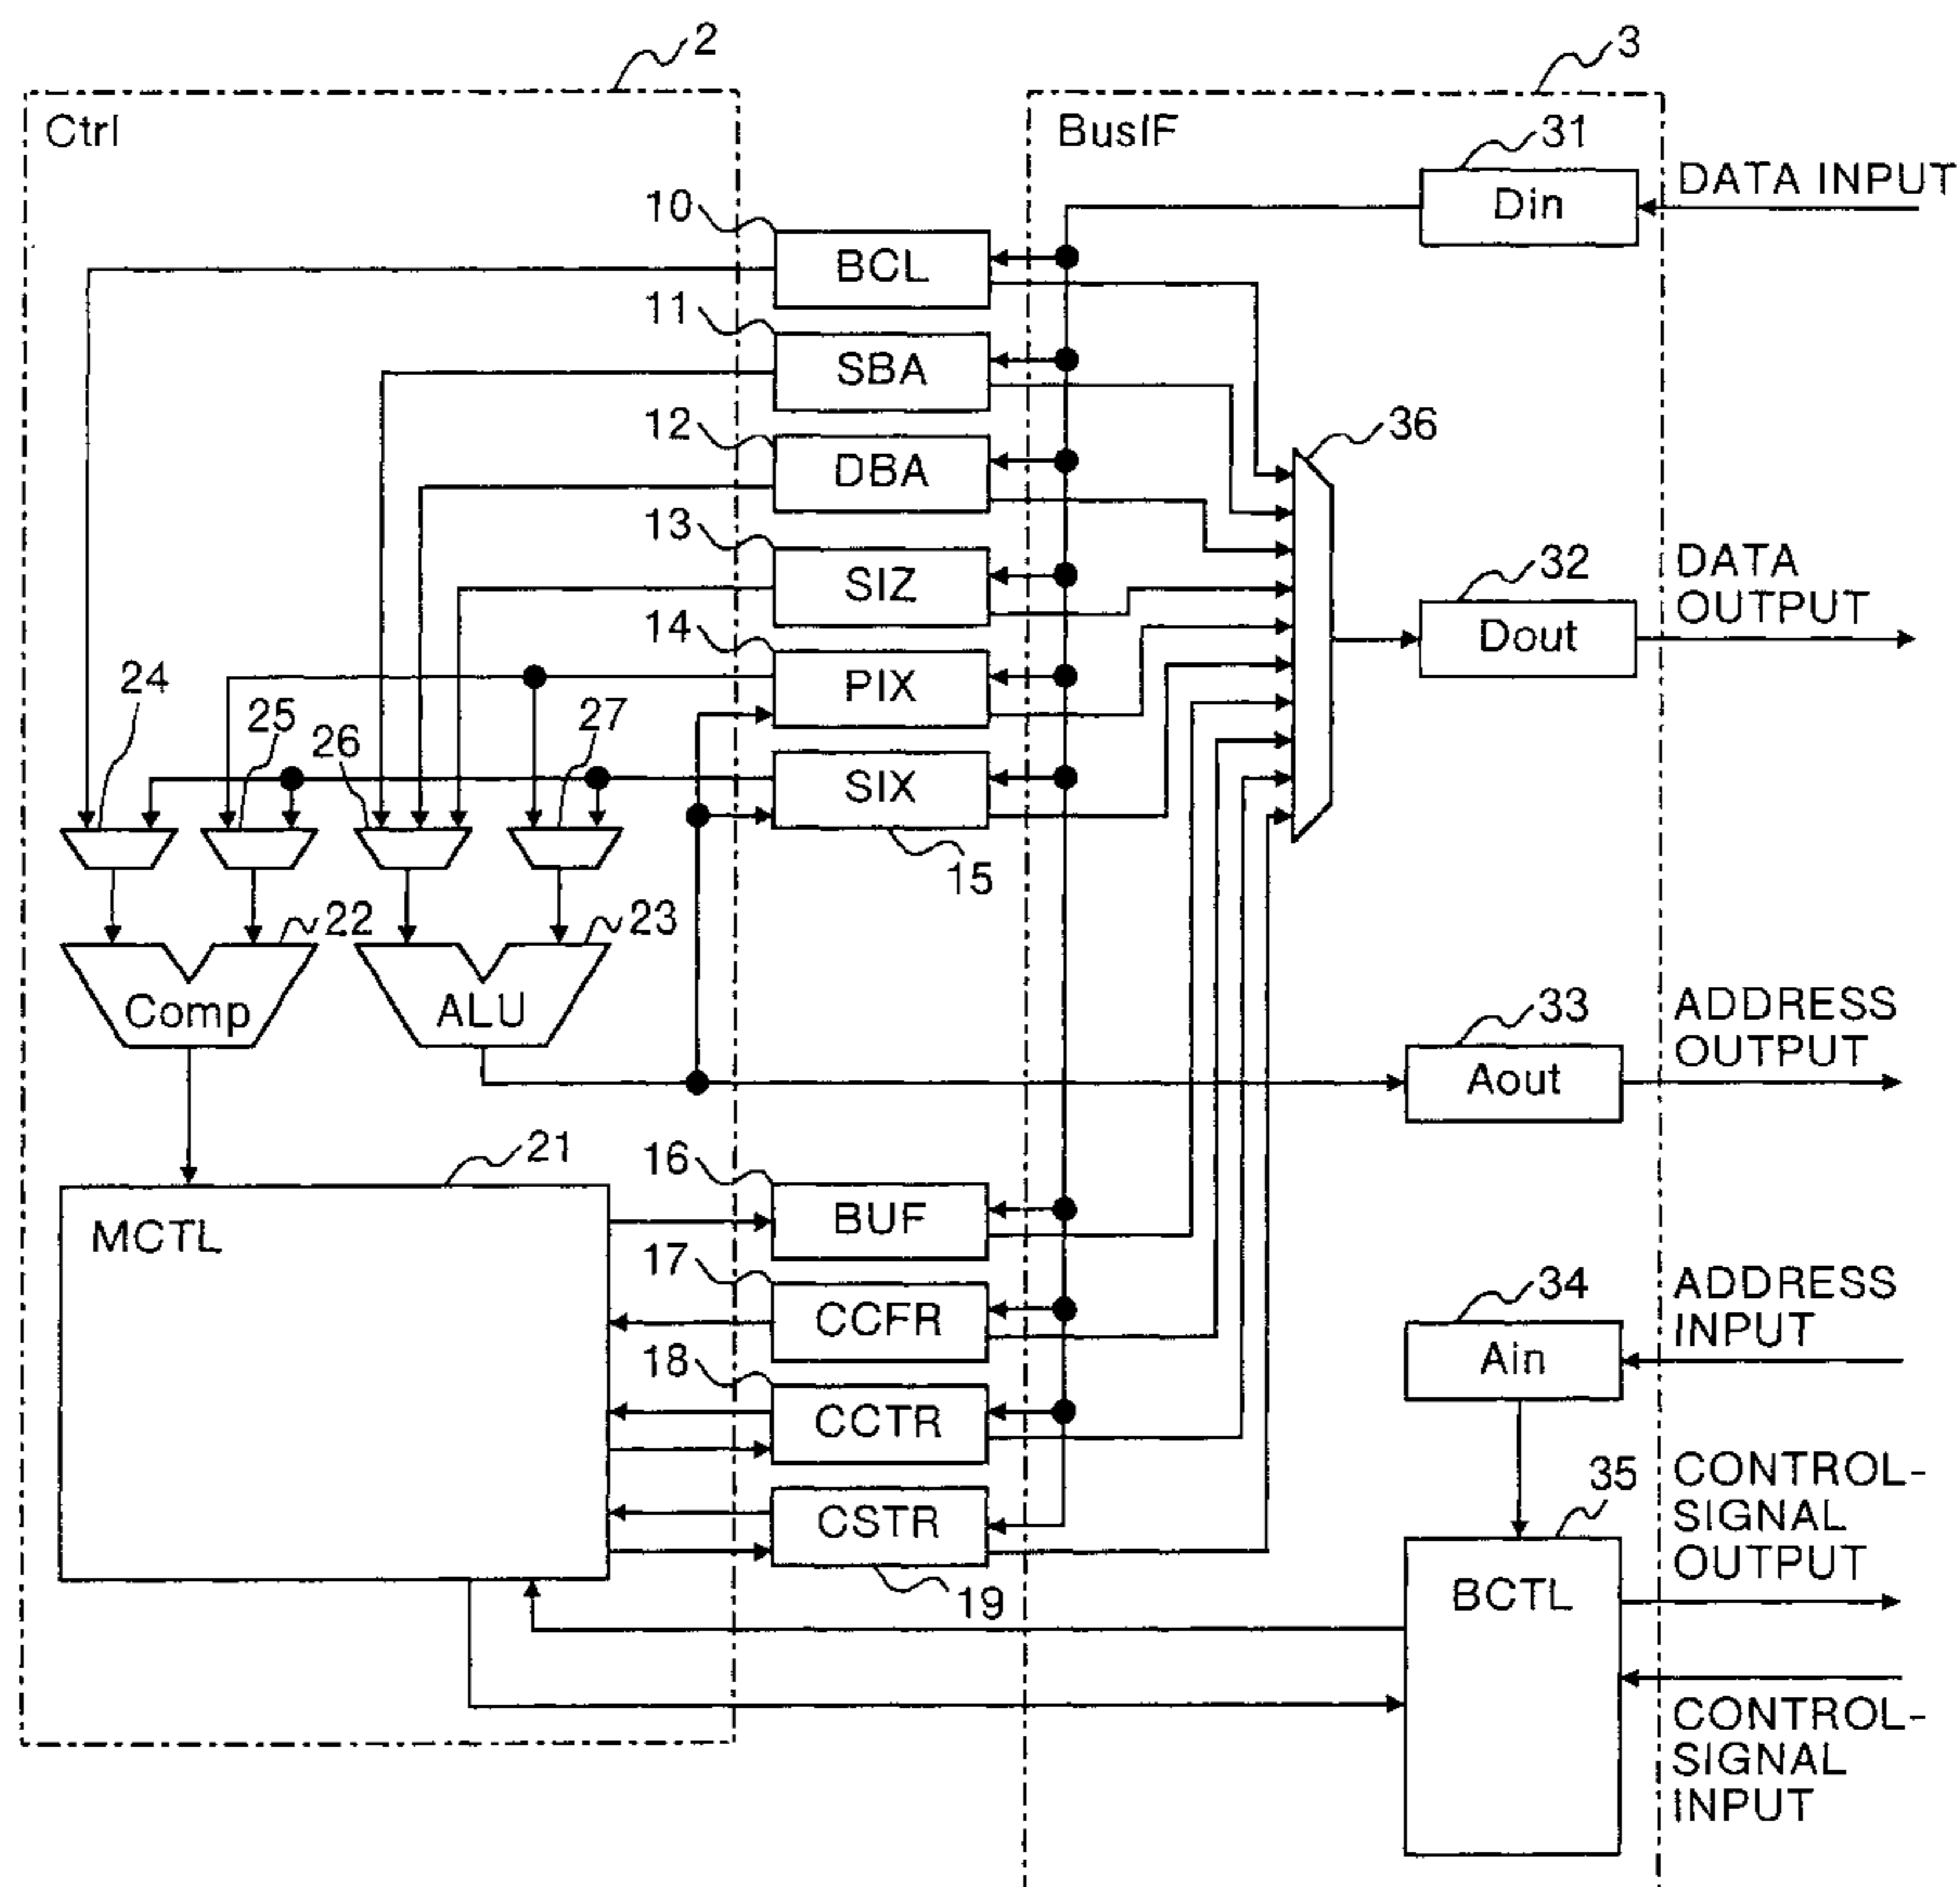 2
3
Ctrl
BusIF
31
Din
DATA INPUT
10
BCL
11
SBA
12
DBA
36
13
SIZ
32
Dout
DATA
OUTPUT
14
PIX
24
25
26
27
SIX
15
22
23
Comp
ALU
33
Aout
ADDRESS
OUTPUT
21
MCTL
16
BUF
17
CCFR
34
Ain
ADDRESS
INPUT
18
CCTR
35
CONTROL-
SIGNAL
OUTPUT
CSTR
19
BCTL
CONTROL-
SIGNAL
INPUT